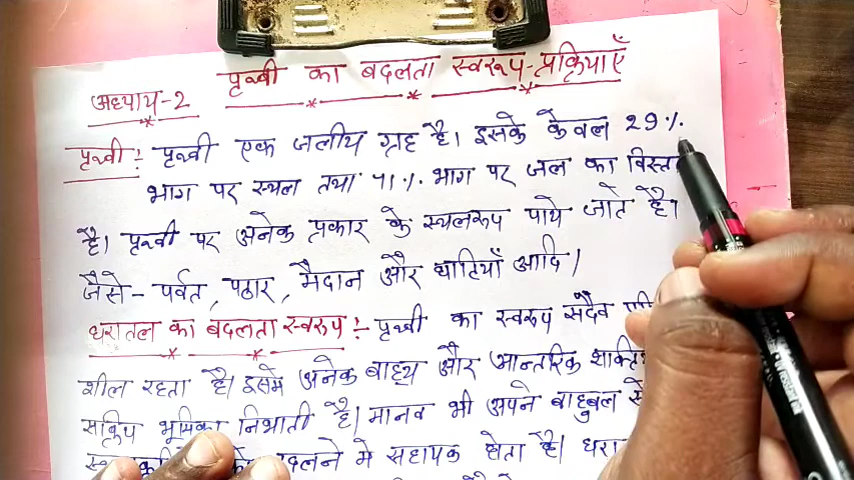 पृथ्वी का बदलता स्वरूप-प्रक्रियाएँ
अध्याय-2
पृथ्वी:- पृथ्वी एक जलीय ग्रह है। इसके केवल 29%
भाग पर स्थल तथा 71% भाग पर जल का
है। पृथ्वी पर अनेक प्रकार के स्थलरूप पाये जाते है।
जैसे- पर्वत, पठार, मैदान और घाटियाँ आदि।
धरातल का बदलता स्वरूप:- पृथ्वी का स्वरूप सदैव
शील रहता है। इसमें अनेक बाह्य और आन्तरिक
सक्रिय भूमिका निभाती है। मानव भी अपने बाहुबल से
बदलने मे सहायक होता है।